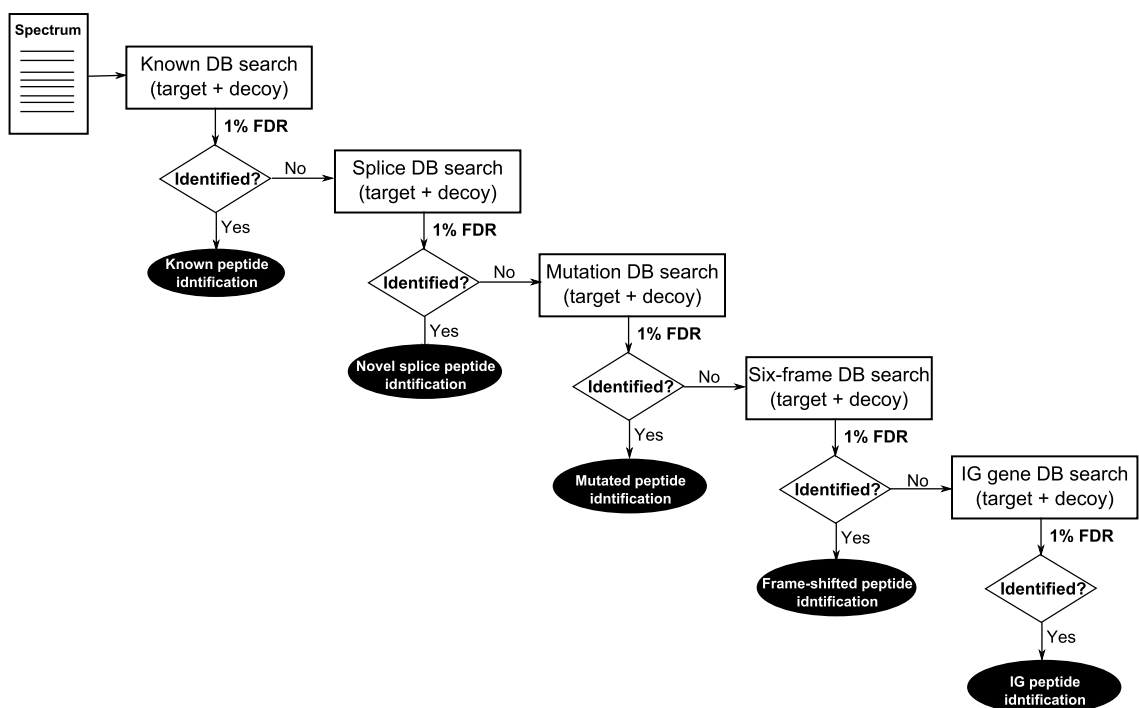 Spectrum
Known DB search
(target + decoy)
1% FDR
Identified?
No
Yes
Known peptide
idntification
Splice DB search
(target + decoy)
1% FDR
Identified?
No
Yes
Novel splice peptide
idntification
Mutation DB search
(target + decoy)
1% FDR
Identified?
No
Yes
Mutated peptide
idntification
Six-frame DB search
(target + decoy)
1% FDR
Identified?
No
Yes
Frame-shifted peptide
idntification
IG gene DB search
(target + decoy)
1% FDR
Identified?
Yes
IG peptide
idntification